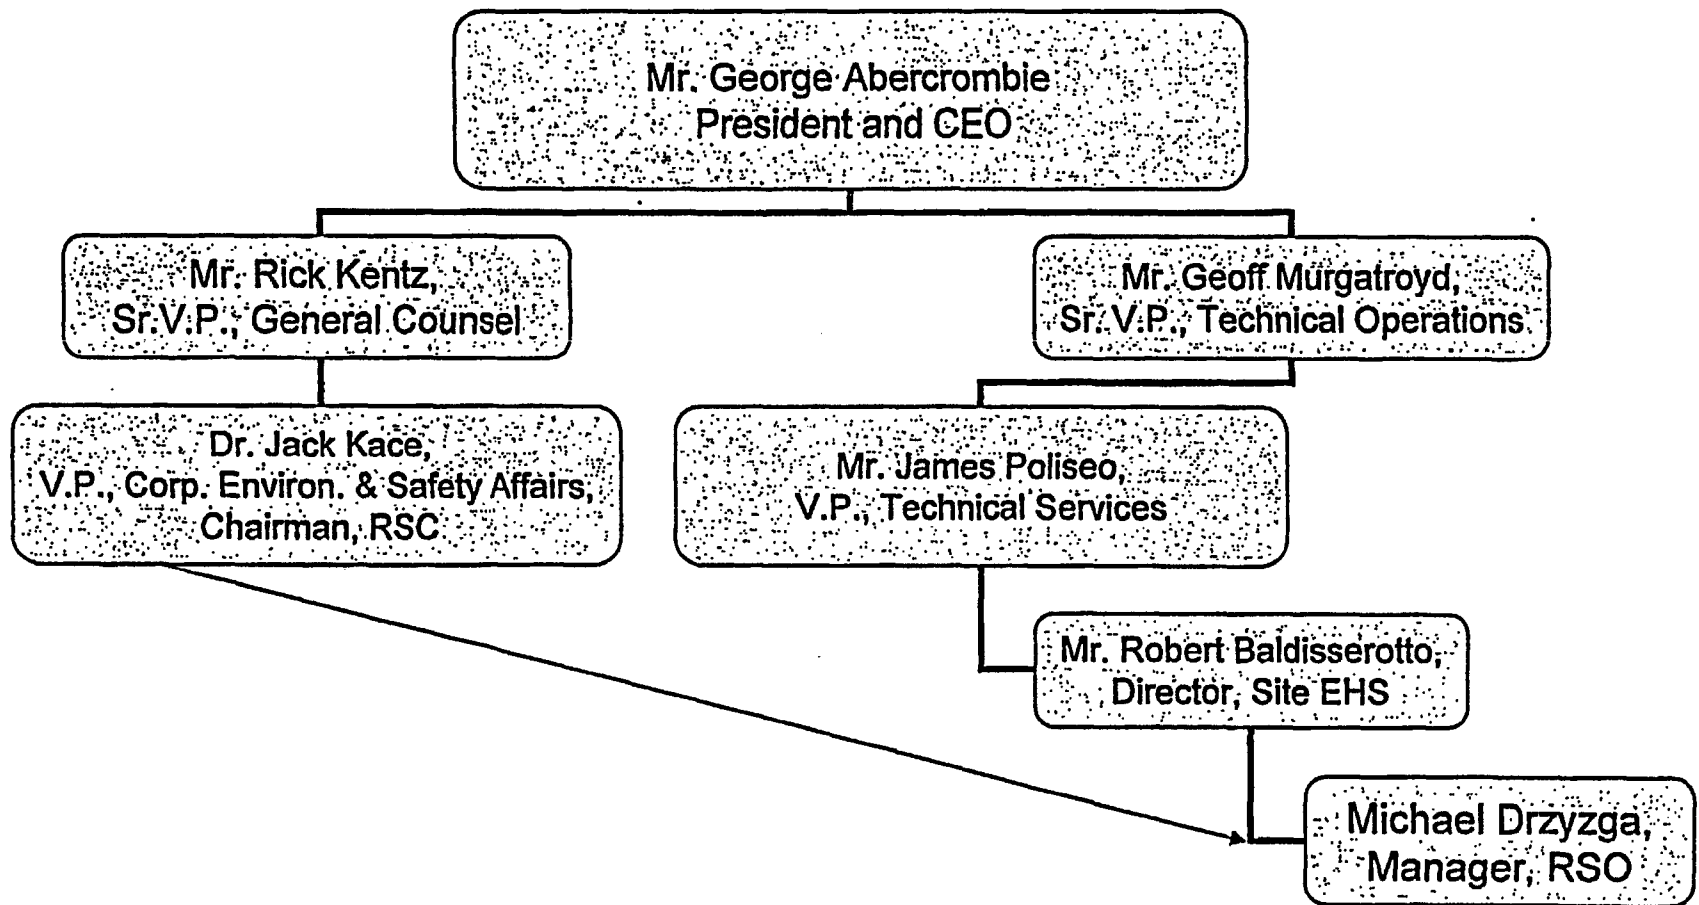 Mr. George Abercrombie
President and CEO
Mr. Rick Kentz,
Sr. V.P., General Counsel
Mr. Geoff Murgatroyd,
Sr. V.P., Technical Operations
Dr. Jack Kace,
V.P., Corp. Environ. & Safety Affairs,
Chairman, RSC
Mr. James Poliseo,
V.P., Technical Services
Mr. Robert Baldisserotto,
Director, Site EHS
Michael Drzyzga,
Manager, RSO